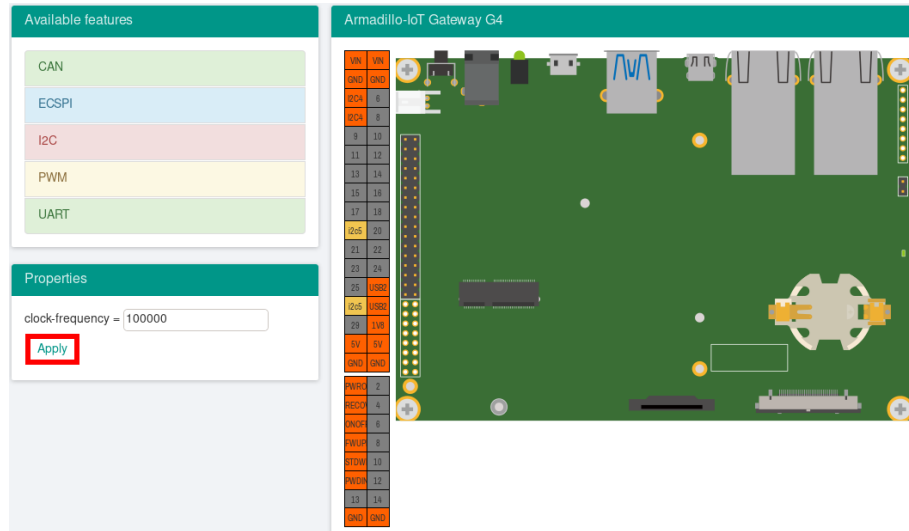 Available features
CAN
ECSPI
I2C
PWM
UART
Properties
clock-frequency = 100000
Apply
Armadillo-IoT Gateway G4
VIN VIN
GND GND
I2C4 6
I2C4 8
9 10
11 12
13 14
15 16
17 18
i2c5 20
21 22
23 24
25 USB2
i2c5 USB2
29 1V8
5V 5V
GND GND
PWRO 2
RECOV 4
ONOFF 6
FWUP 8
STDW 10
PWDIN 12
13 14
GND GND